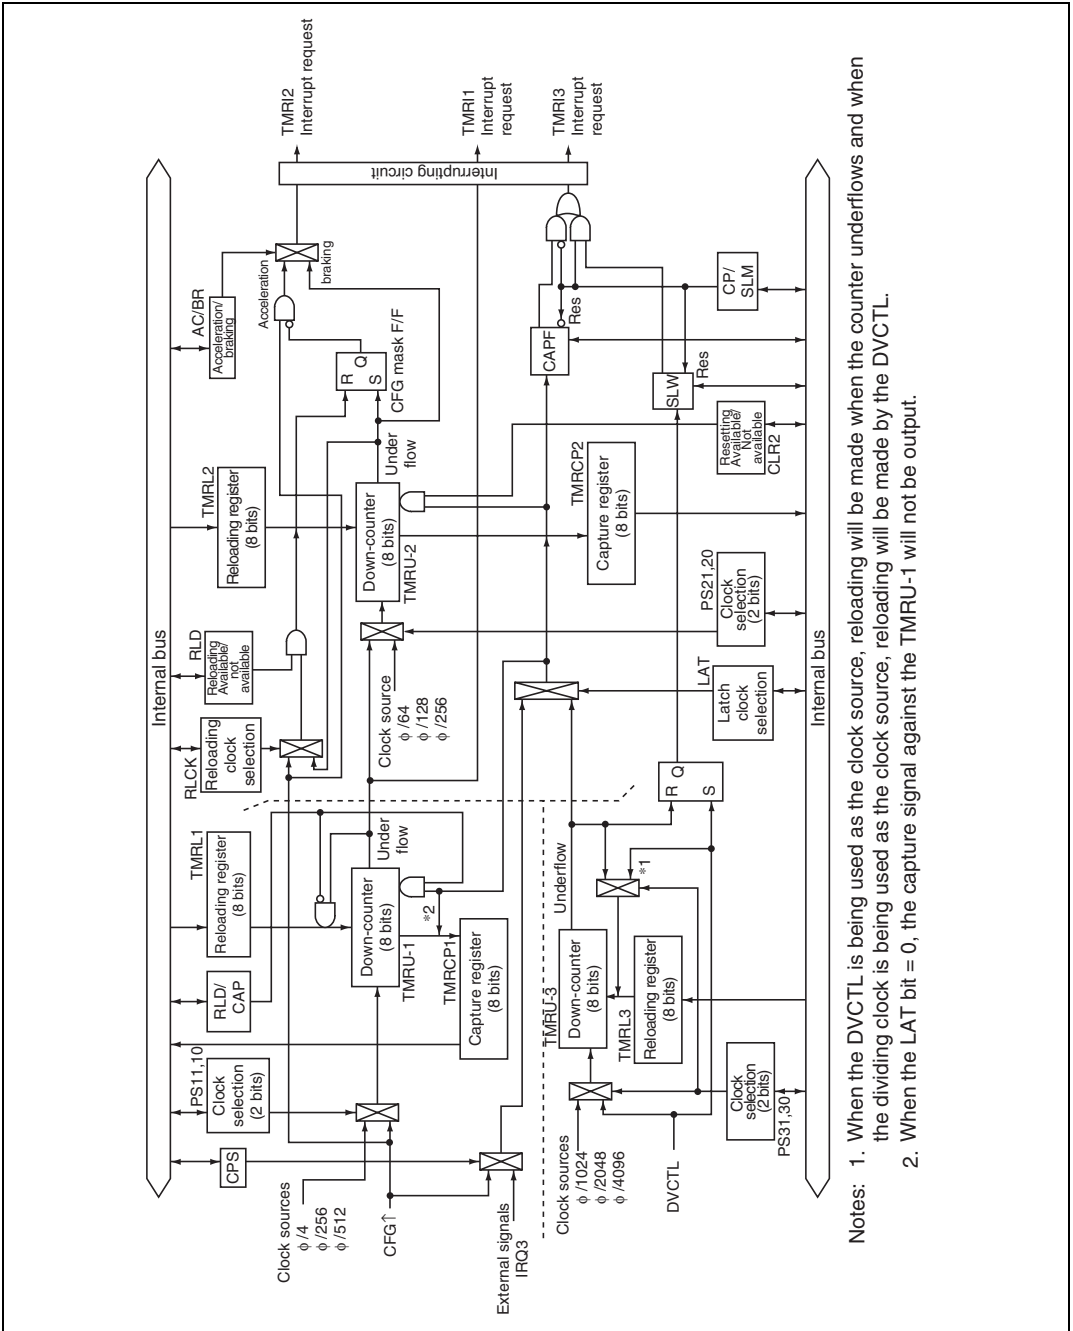 Internal bus
CPS
PS11,10
Clock
selection
(2 bits)
RLD/
CAP
TMRL1
Reloading register
(8 bits)
RLCK
Reloading
clock
selection
RLD
Reloading
Available/
not
available
TMRL2
Reloading register
(8 bits)
AC/BR
Acceleration/
braking
Clock sources
ϕ /4
ϕ /256
ϕ /512
CFG↑
External signals
IRQ3
Down-counter
(8 bits)
TMRU-1
Under
flow
*2
TMRCP1
Capture register
(8 bits)
Clock source
ϕ /64
ϕ /128
ϕ /256
Down-counter
(8 bits)
TMRU-2
Under
flow
R
Q
S
CFG mask F/F
Acceleration
braking
Interrupting circuit
TMRI2
Interrupt request
TMRI1
Interrupt
request
TMRI3
Interrupt
request
TMRCP2
Capture register
(8 bits)
CAPF
Res
SLW
Res
Clock sources
ϕ /1024
ϕ /2048
ϕ /4096
DVCTL
TMRU-3
Down-counter
(8 bits)
Underflow
TMRL3
Reloading register
(8 bits)
*1
R
Q
S
PS31,30
Clock
selection
(2 bits)
LAT
Latch
clock
selection
PS21,20
Clock
selection
(2 bits)
Resetting
Available/
Not
available
CLR2
CP/
SLM
Internal bus
Notes: 1. When the DVCTL is being used as the clock source, reloading will be made when the counter underflows and when
the dividing clock is being used as the clock source, reloading will be made by the DVCTL.
2. When the LAT bit = 0, the capture signal against the TMRU-1 will not be output.